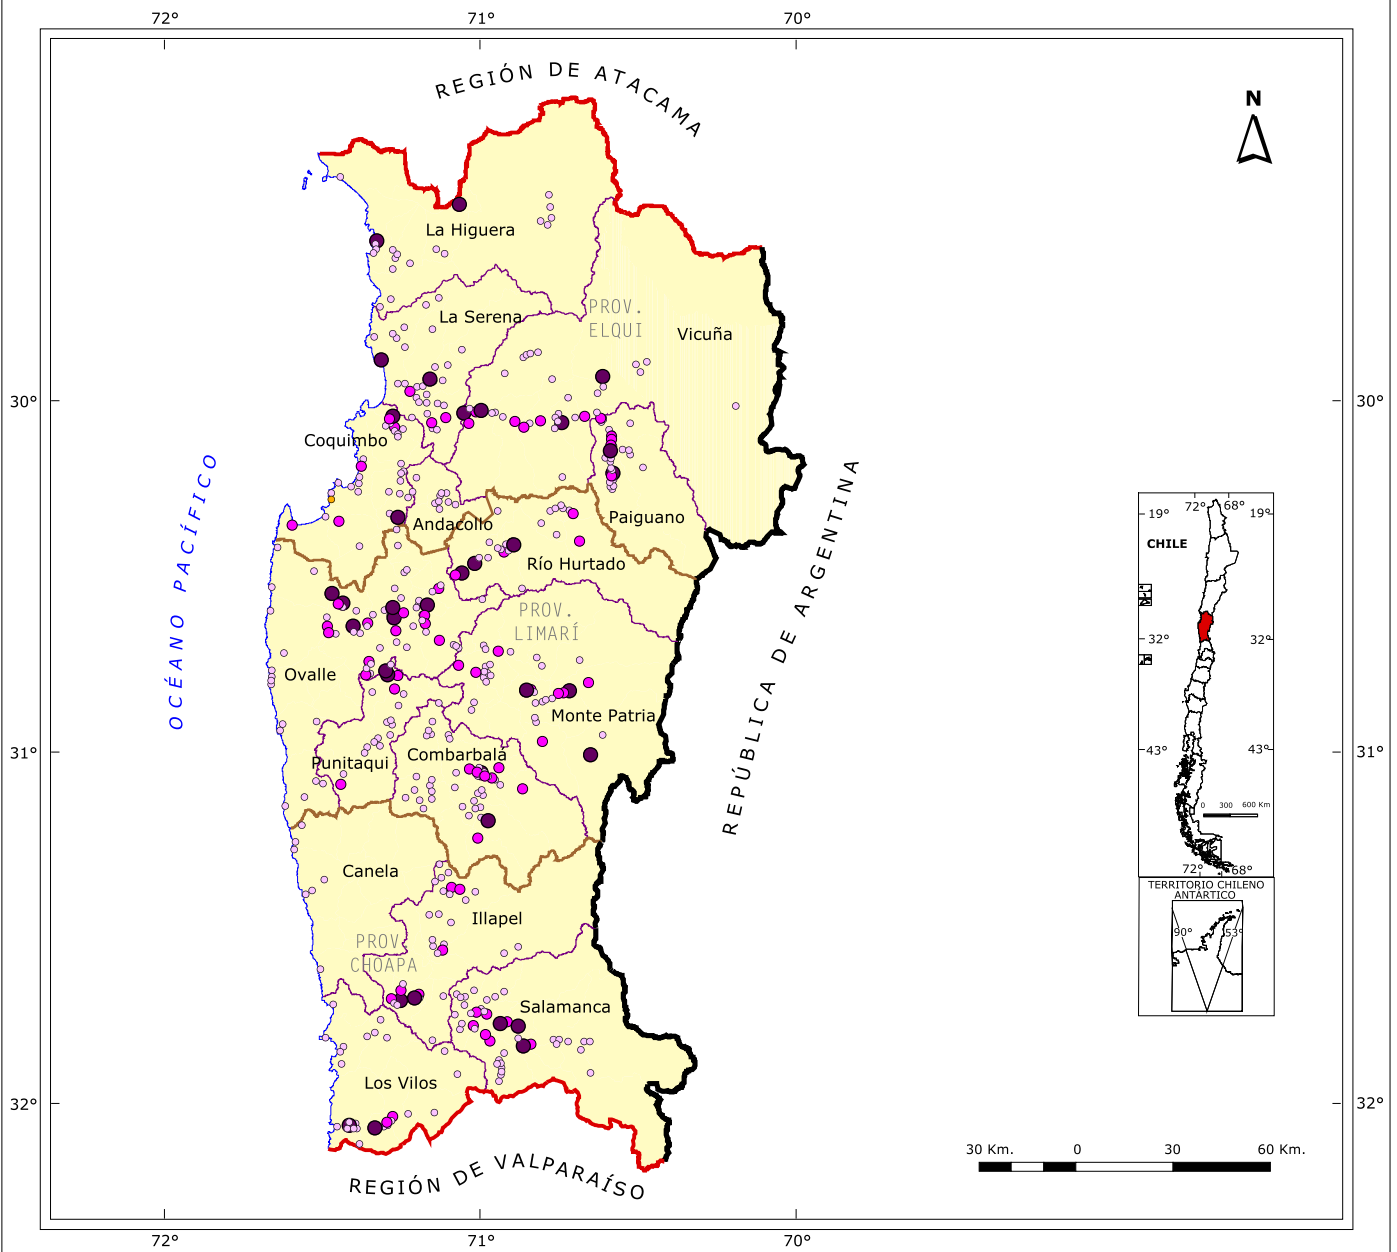 72°
71°
70°
REGIÓN DE ATACAMA
N
La Higuera
PROV.
ELQUI
La Serena
Vicuña
30°
30°
Coquimbo
OCÉANO PACÍFICO
REPÚBLICA DE ARGENTINA
Andacollo
Paiguano
Río Hurtado
PROV.
LIMARÍ
Ovalle
Monte Patria
31°
31°
Punitaqui
Combarbalá
Canela
Illapel
PROV.
CHOAPA
Salamanca
Los Vilos
32°
32°
REGIÓN DE VALPARAÍSO
72°
71°
70°
72°
68°
19°
19°
CHILE
32°
32°
43°
43°
0 300 600 Km
72°
68°
TERRITORIO CHILENO
ANTÁRTICO
90°
53°
30 Km. 0 30 60 Km.